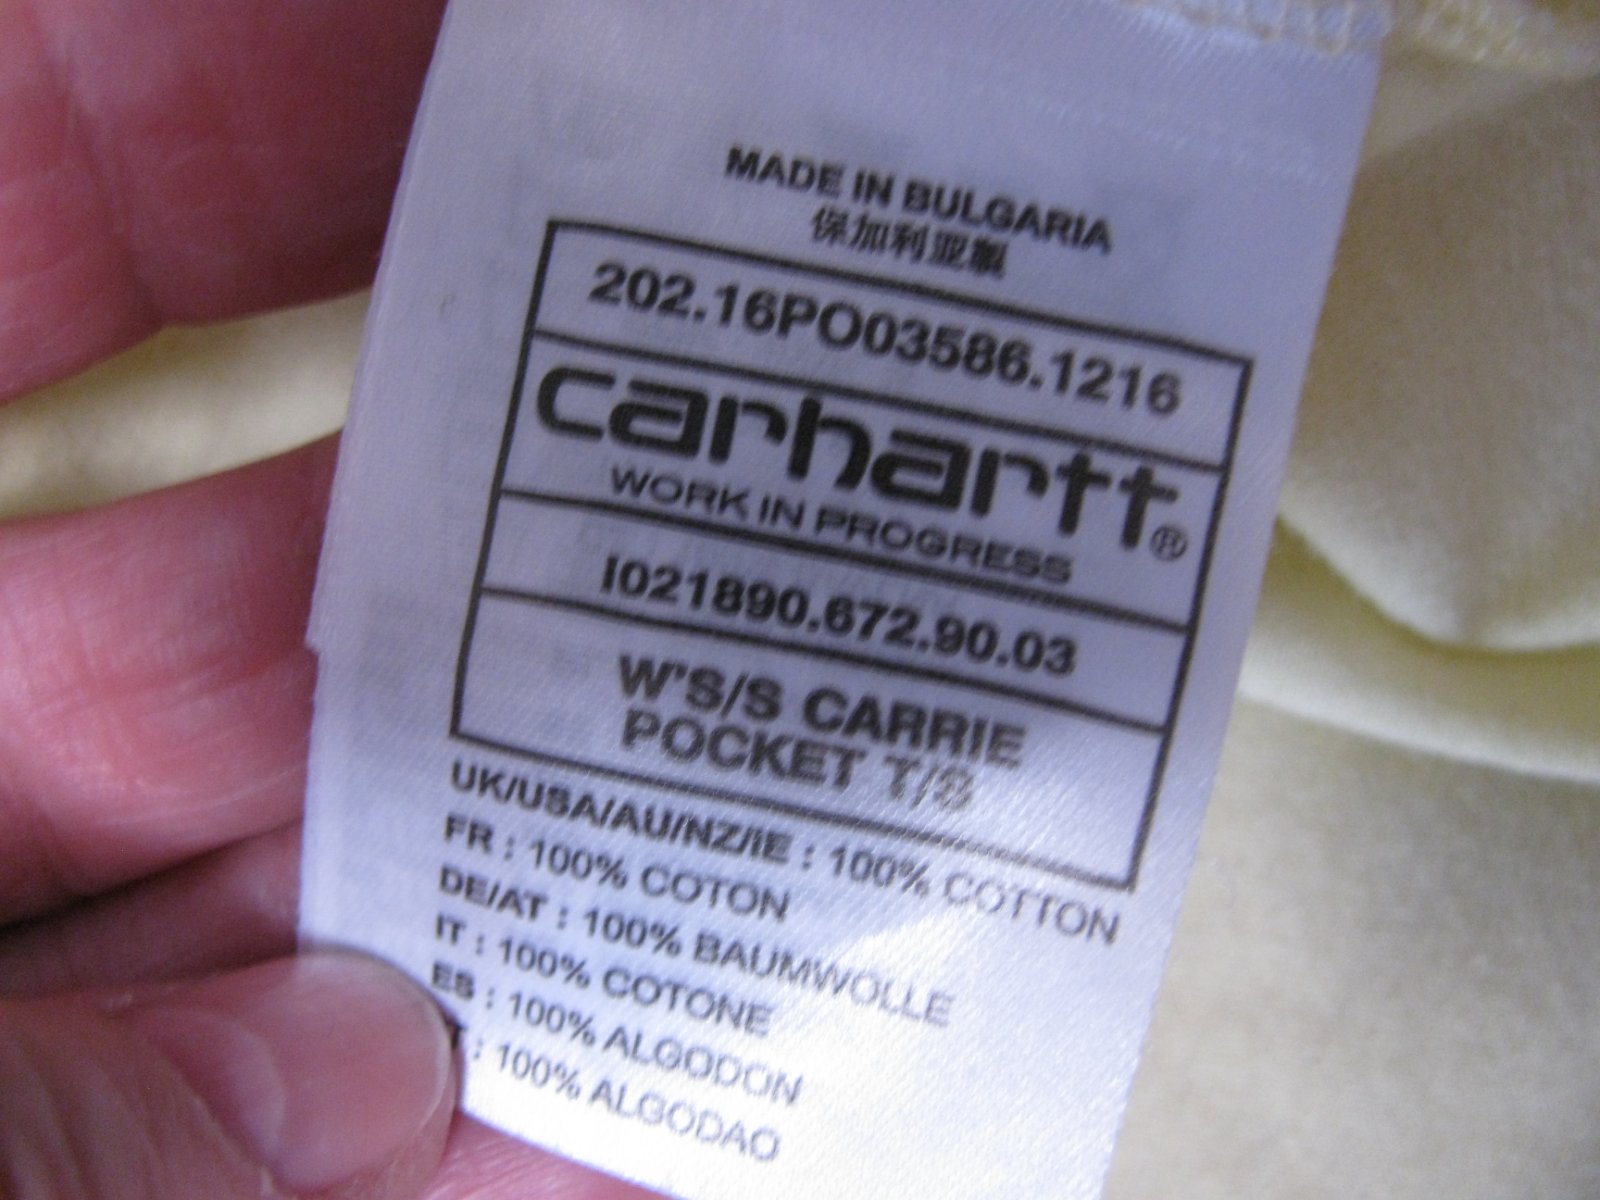 MADE IN BULGARIA
保加利亚製
202.16PO03586.1216
carhartt®
WORK IN PROGRESS
I021890.672.90.03
W'S/S CARRIE
POCKET T/S
UK/USA/AU/NZ/IE : 100% COTTON
FR : 100% COTON
DE/AT : 100% BAUMWOLLE
IT : 100% COTONE
ES : 100% ALGODON
: 100% ALGODAO